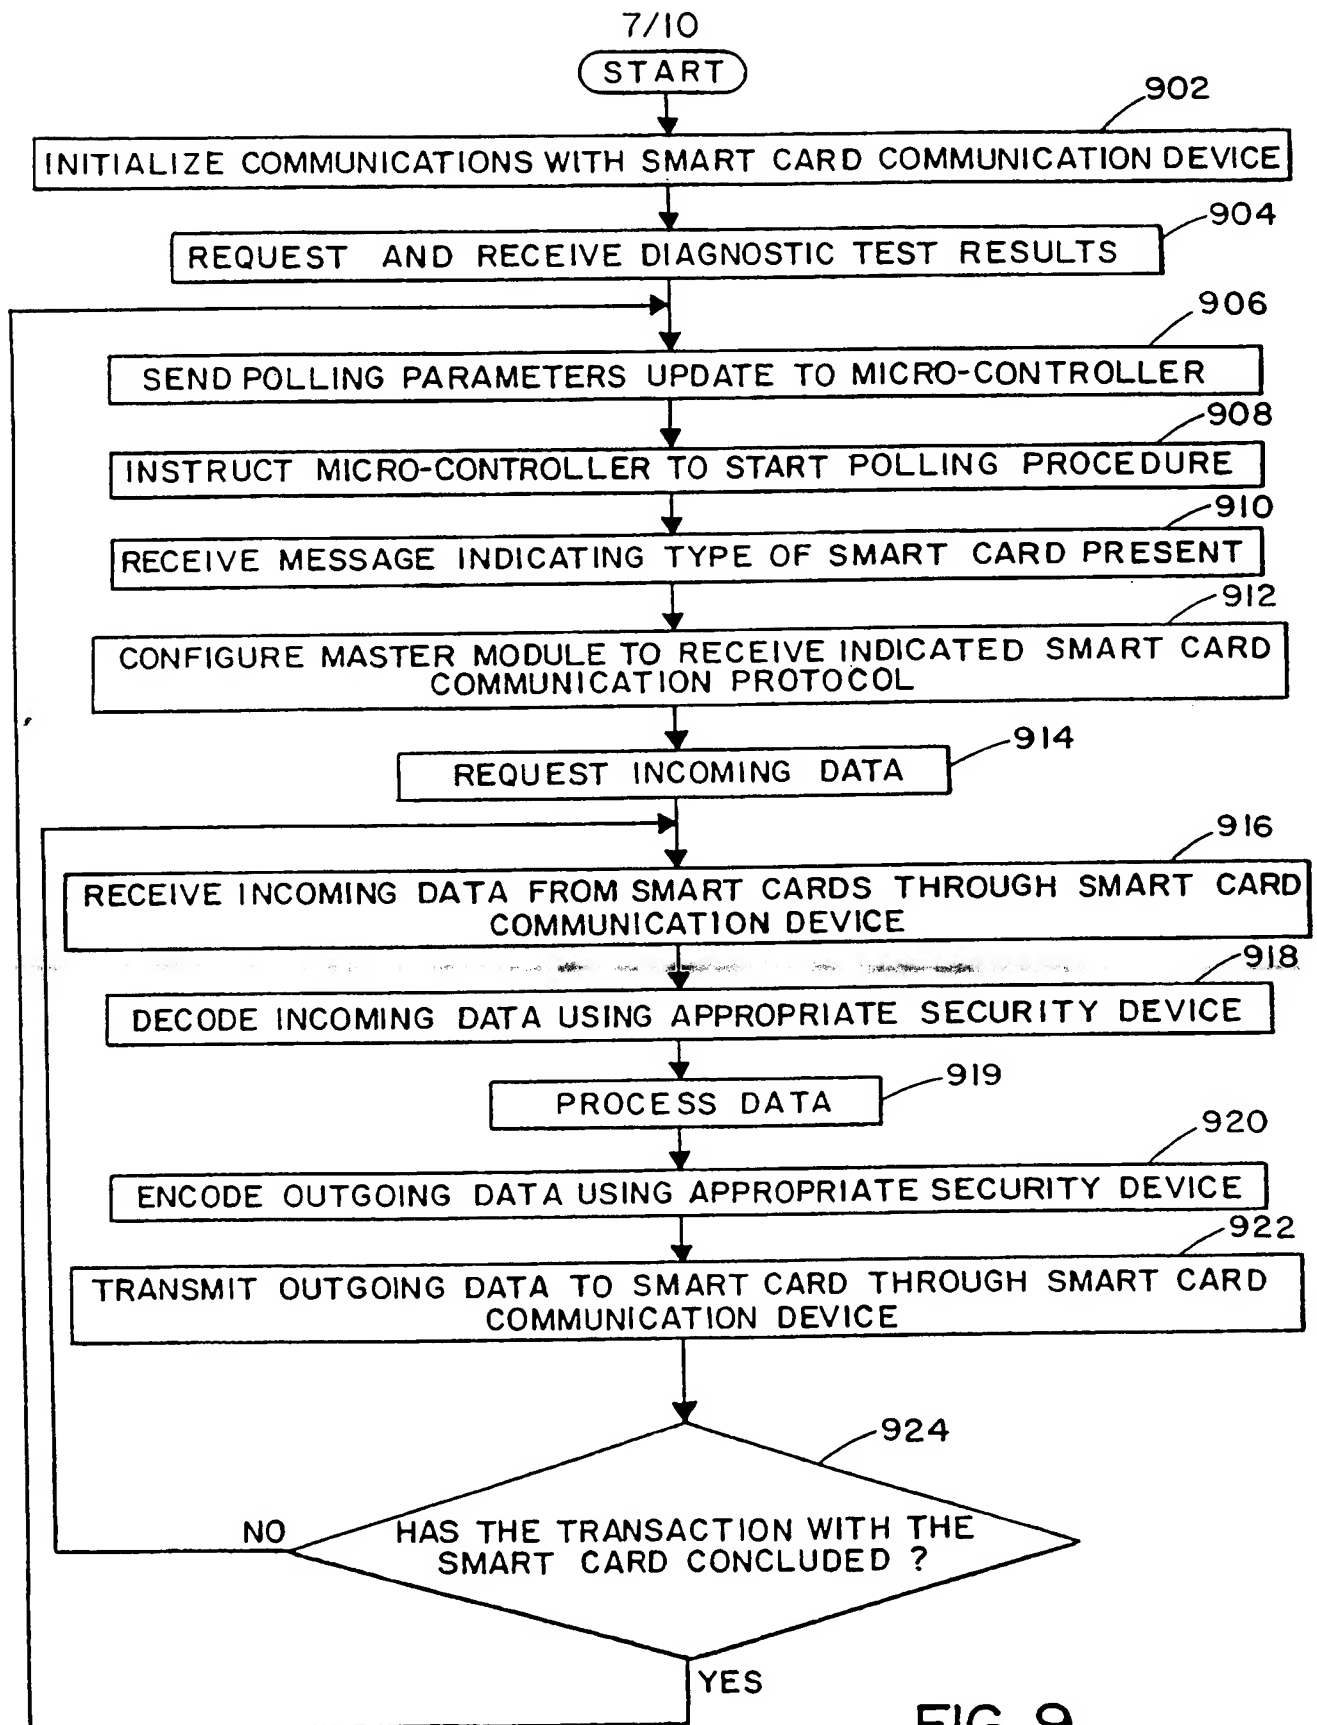 7/10
START
902
INITIALIZE COMMUNICATIONS WITH SMART CARD COMMUNICATION DEVICE
904
REQUEST AND RECEIVE DIAGNOSTIC TEST RESULTS
906
SEND POLLING PARAMETERS UPDATE TO MICRO-CONTROLLER
908
INSTRUCT MICRO-CONTROLLER TO START POLLING PROCEDURE
910
RECEIVE MESSAGE INDICATING TYPE OF SMART CARD PRESENT
912
CONFIGURE MASTER MODULE TO RECEIVE INDICATED SMART CARD
COMMUNICATION PROTOCOL
914
REQUEST INCOMING DATA
916
RECEIVE INCOMING DATA FROM SMART CARDS THROUGH SMART CARD
COMMUNICATION DEVICE
918
DECODE INCOMING DATA USING APPROPRIATE SECURITY DEVICE
919
PROCESS DATA
920
ENCODE OUTGOING DATA USING APPROPRIATE SECURITY DEVICE
922
TRANSMIT OUTGOING DATA TO SMART CARD THROUGH SMART CARD
COMMUNICATION DEVICE
924
NO
HAS THE TRANSACTION WITH THE
SMART CARD CONCLUDED ?
YES
FIG. 9